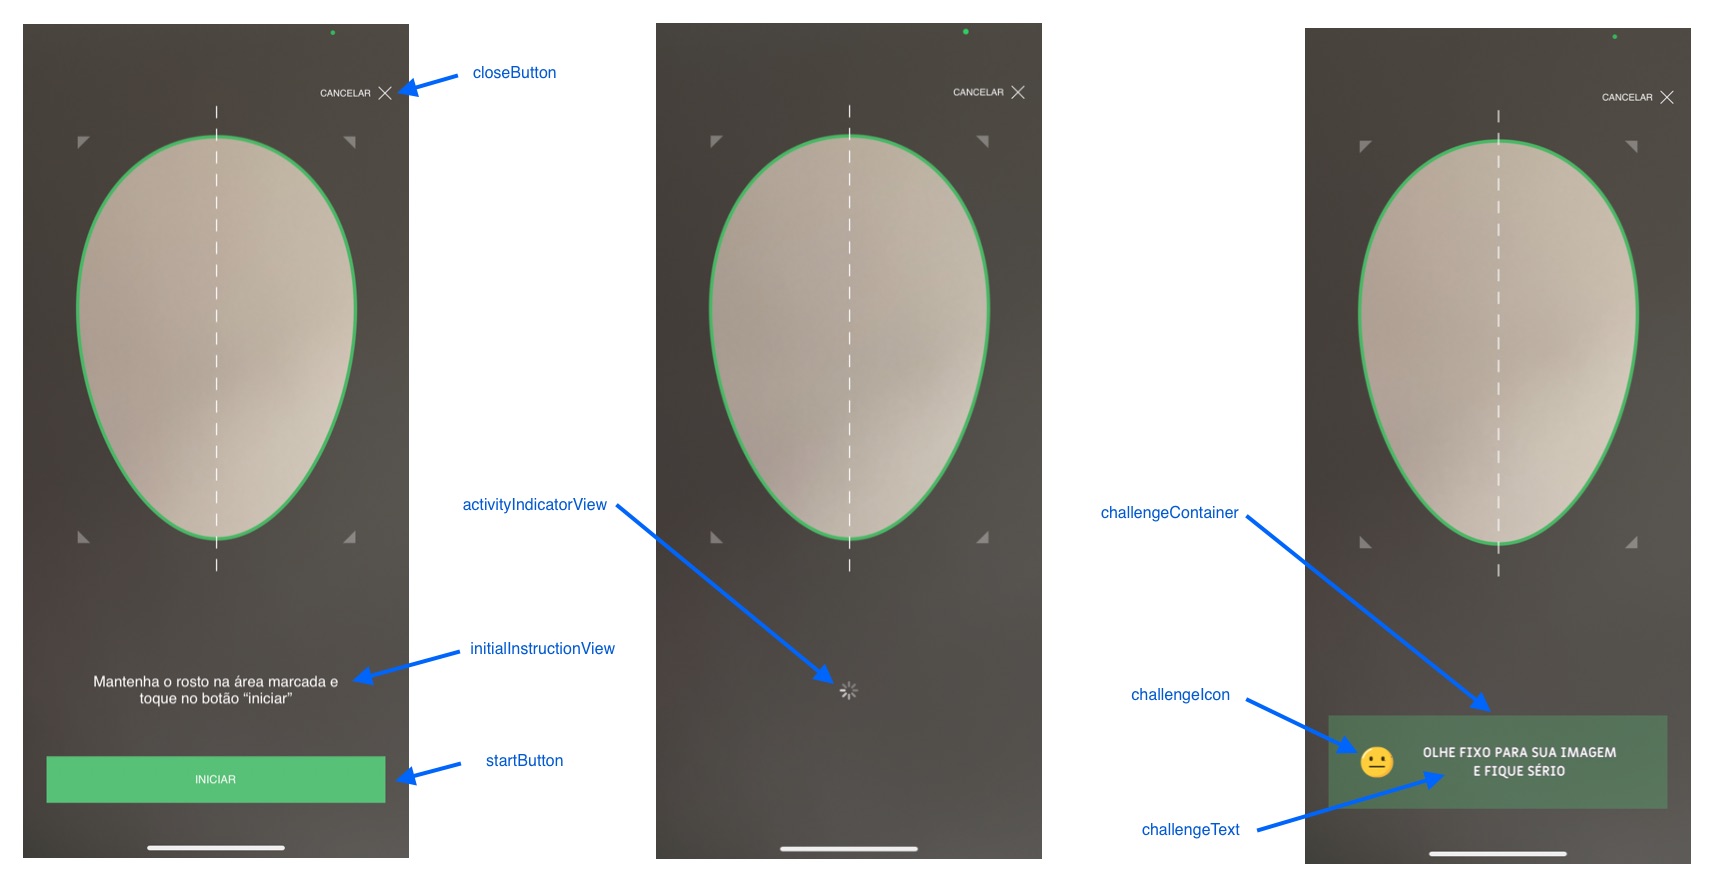 closeButton
CANCELAR
CANCELAR
CANCELAR
activityIndicatorView
challengeContainer
initialInstructionView
Mantenha o rosto na área marcada e
toque no botão “iniciar”
challengeIcon
startButton
INICIAR
OLHE FIXO PARA SUA IMAGEM
E FIQUE SÉRIO
challengeText